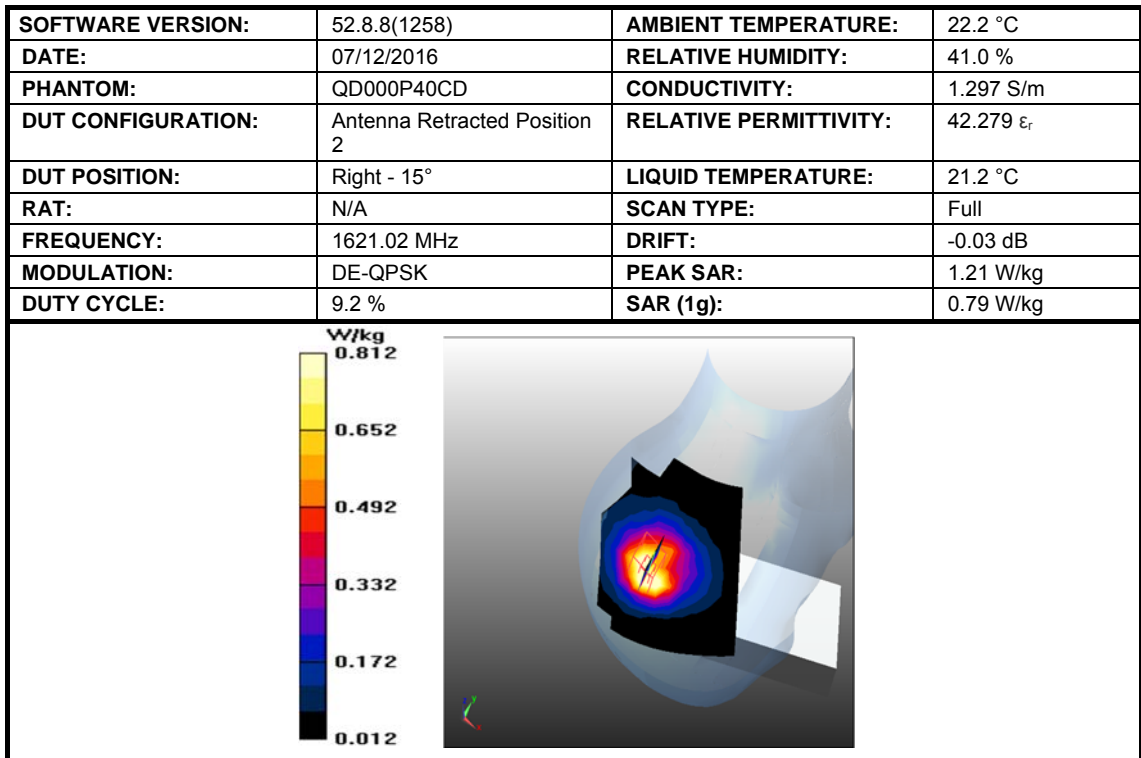 SOFTWARE VERSION: 52.8.8(1258) AMBIENT TEMPERATURE: 22.2 °C
DATE: 07/12/2016 RELATIVE HUMIDITY: 41.0 %
PHANTOM: QD000P40CD CONDUCTIVITY: 1.297 S/m
DUT CONFIGURATION: Antenna Retracted Position RELATIVE PERMITTIVITY: 42.279 εr
2
DUT POSITION: Right - 15° LIQUID TEMPERATURE: 21.2 °C
RAT: N/A SCAN TYPE: Full
FREQUENCY: 1621.02 MHz DRIFT: -0.03 dB
MODULATION: DE-QPSK PEAK SAR: 1.21 W/kg
DUTY CYCLE: 9.2 % SAR (1g): 0.79 W/kg
W/kg
0.812
0.652
0.492
0.332
0.172
0.012